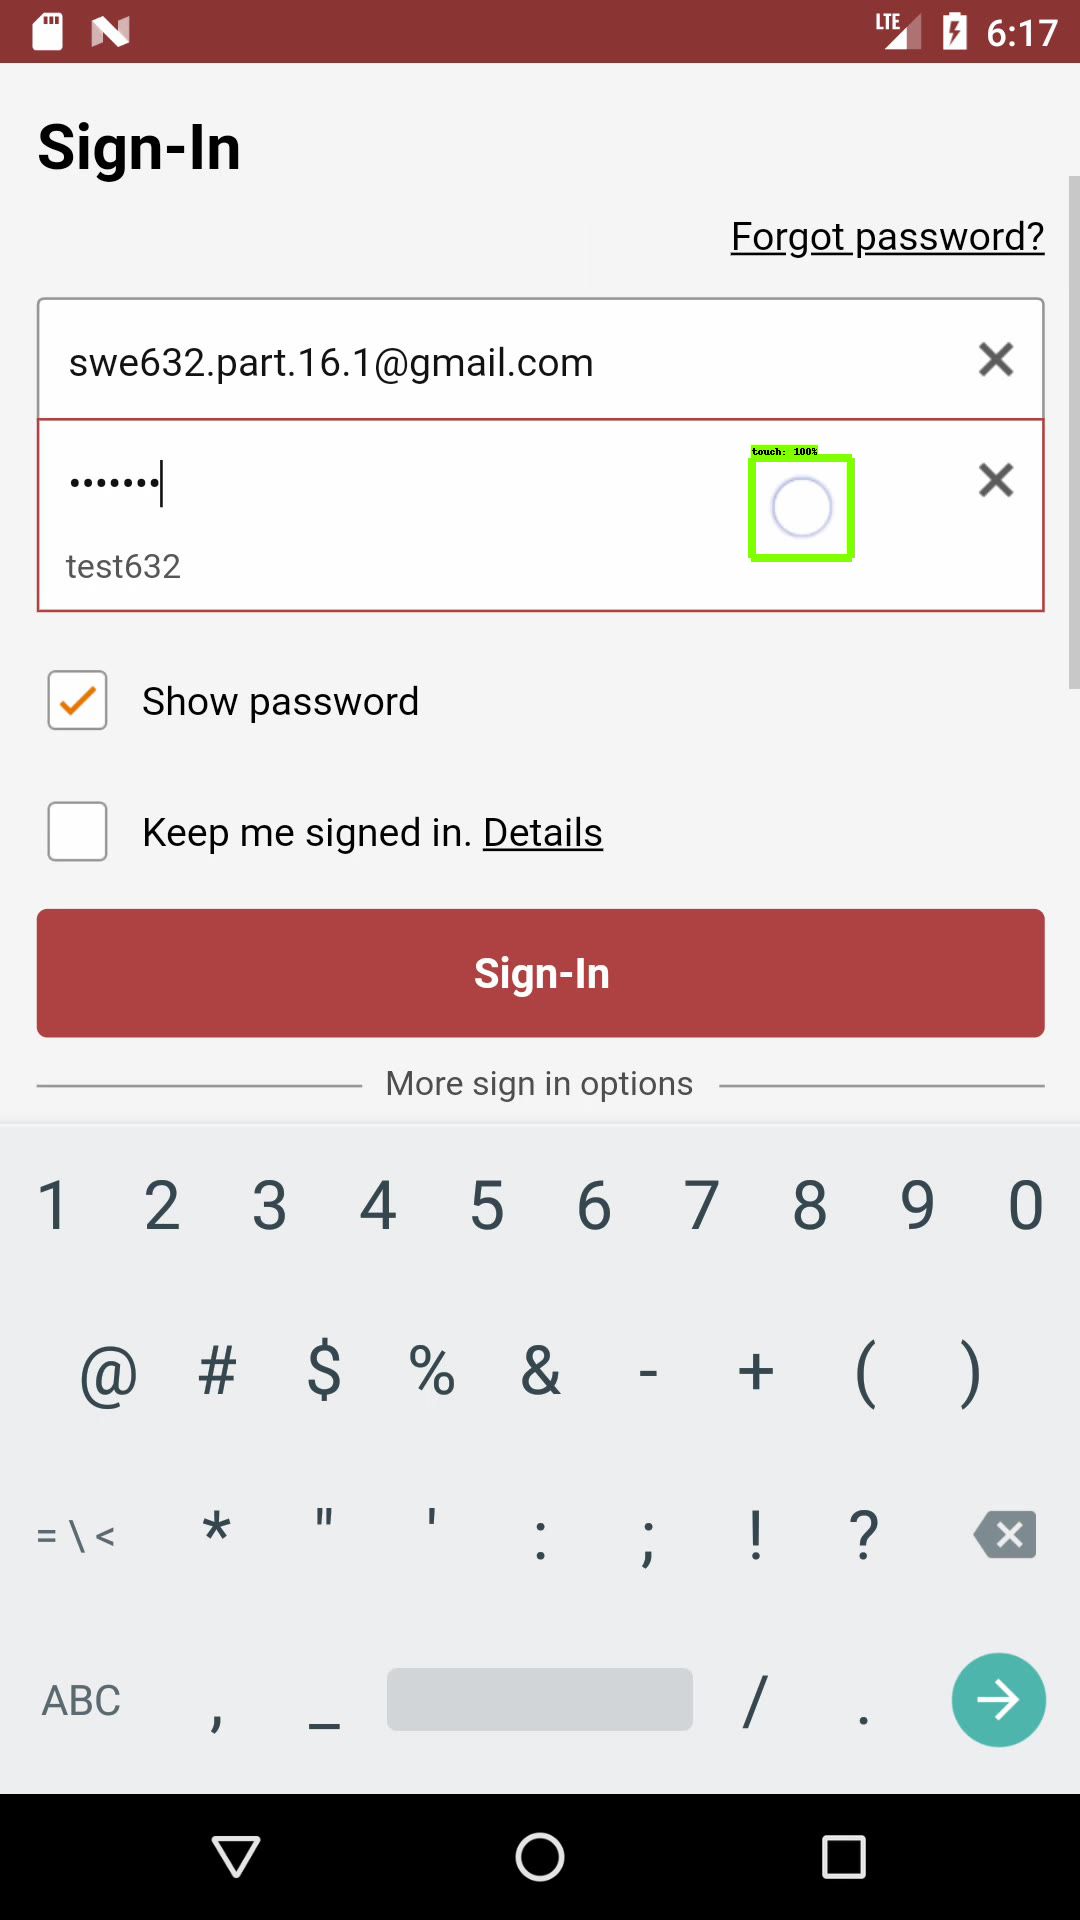 LTE 6:17
Sign-In
Forgot password?
swe632.part.16.1@gmail.com
touch: 100%
•••••••
test632
Show password
Keep me signed in. Details
Sign-In
More sign in options
1 2 3 4 5 6 7 8 9 0
@ # $ % & - + ( )
= \ < * " ' : ; ! ?
ABC , _ / .